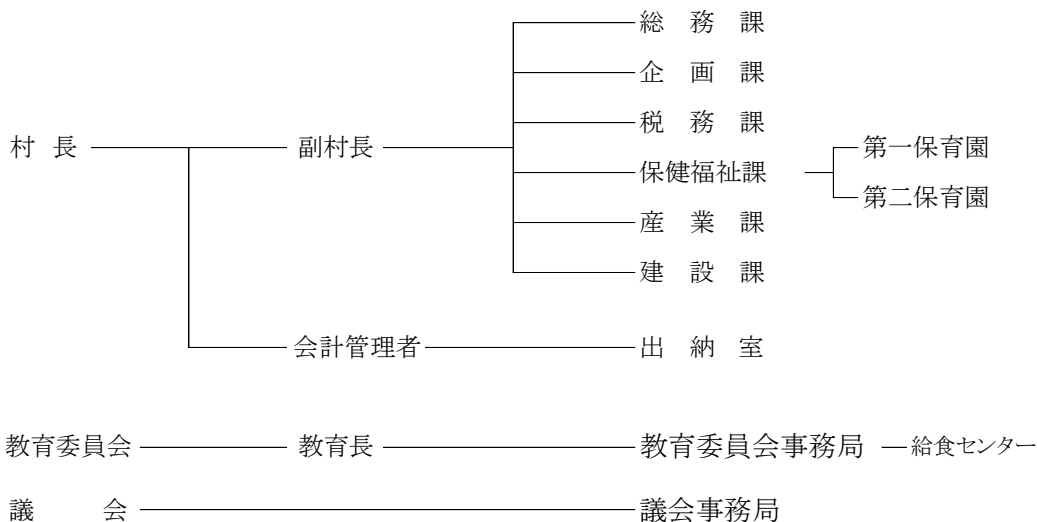 総　務　課
企　画　課
税　務　課
村　長　副村長　保健福祉課　第一保育園
第二保育園
産　業　課
建　設　課
会計管理者　出　納　室
教育委員会　教育長　教育委員会事務局　給食センター
議　　会　議会事務局